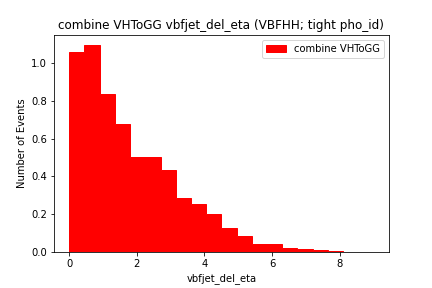 combine VHToGG vbfjet_del_eta (VBFHH; tight pho_id)
combine VHToGG
Number of Events
1.0
0.8
0.6
0.4
0.2
0.0
0
2
4
6
8
vbfjet_del_eta